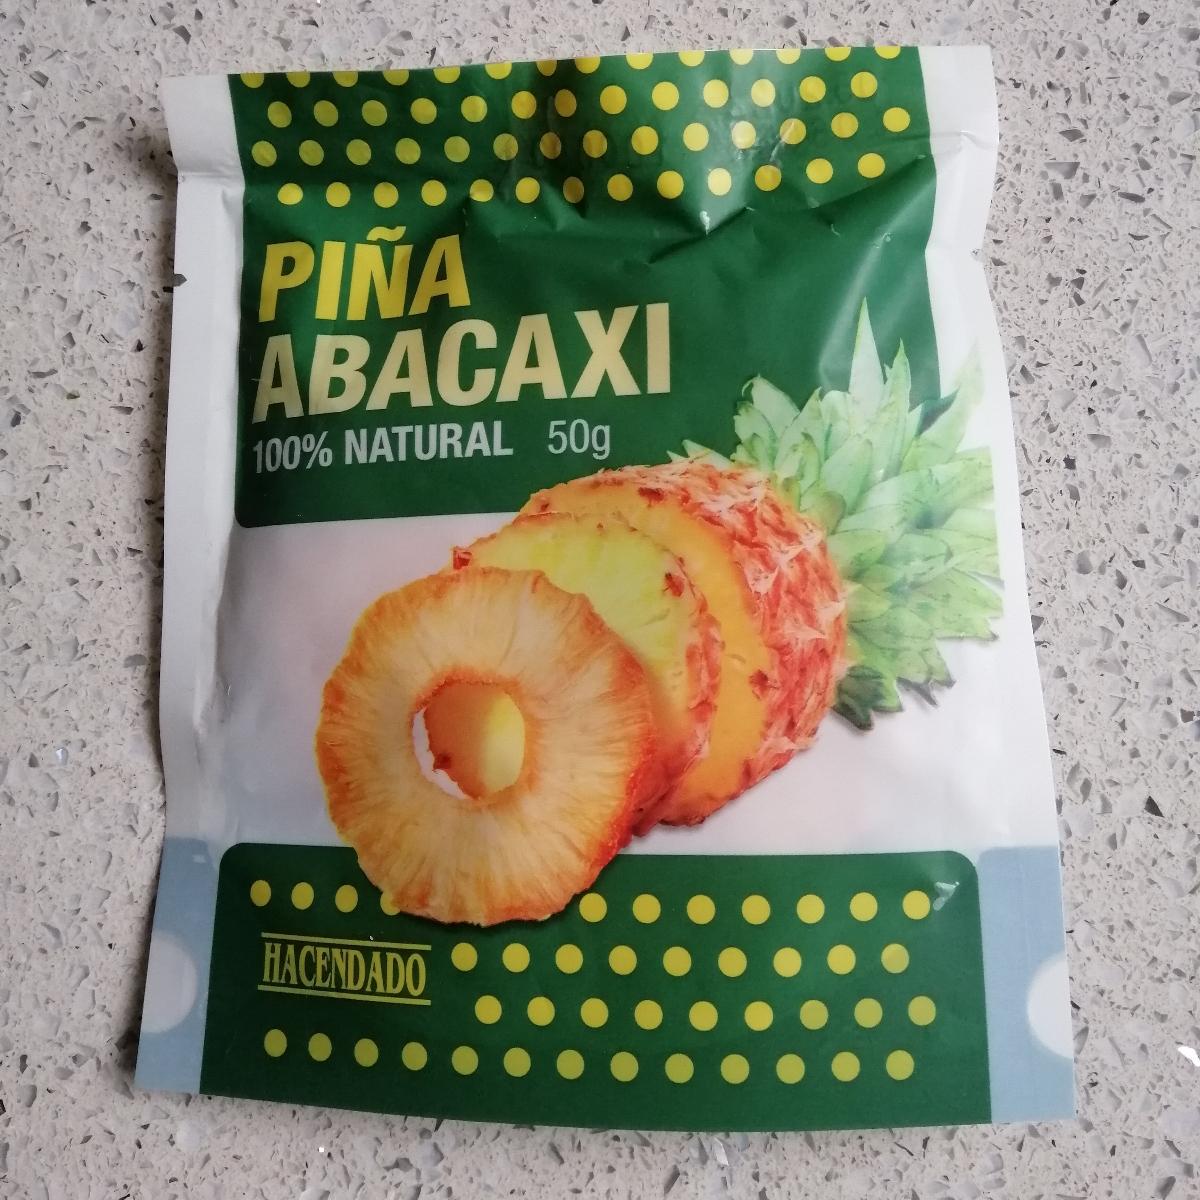 PIÑA
ABACAXI
100% NATURAL 50g
HACENDADO